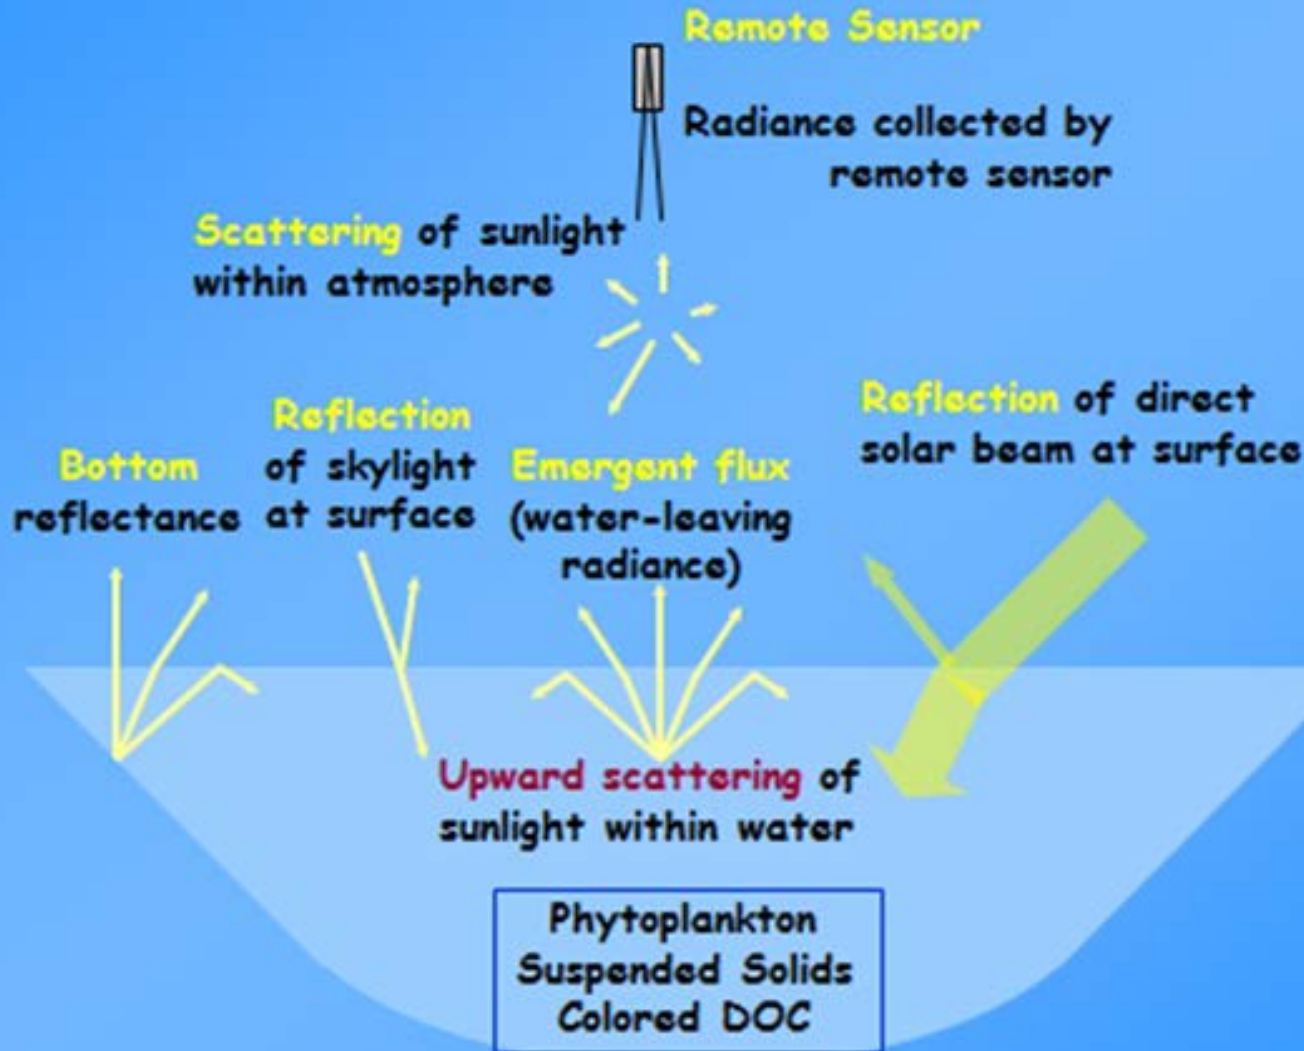 Remote Sensor
Radiance collected by
remote sensor
Scattering of sunlight
within atmosphere
Bottom
reflectance
Reflection
of skylight
at surface
Emergent flux
(water-leaving
radiance)
Reflection of direct
solar beam at surface
Upward scattering of
sunlight within water
Phytoplankton
Suspended Solids
Colored DOC